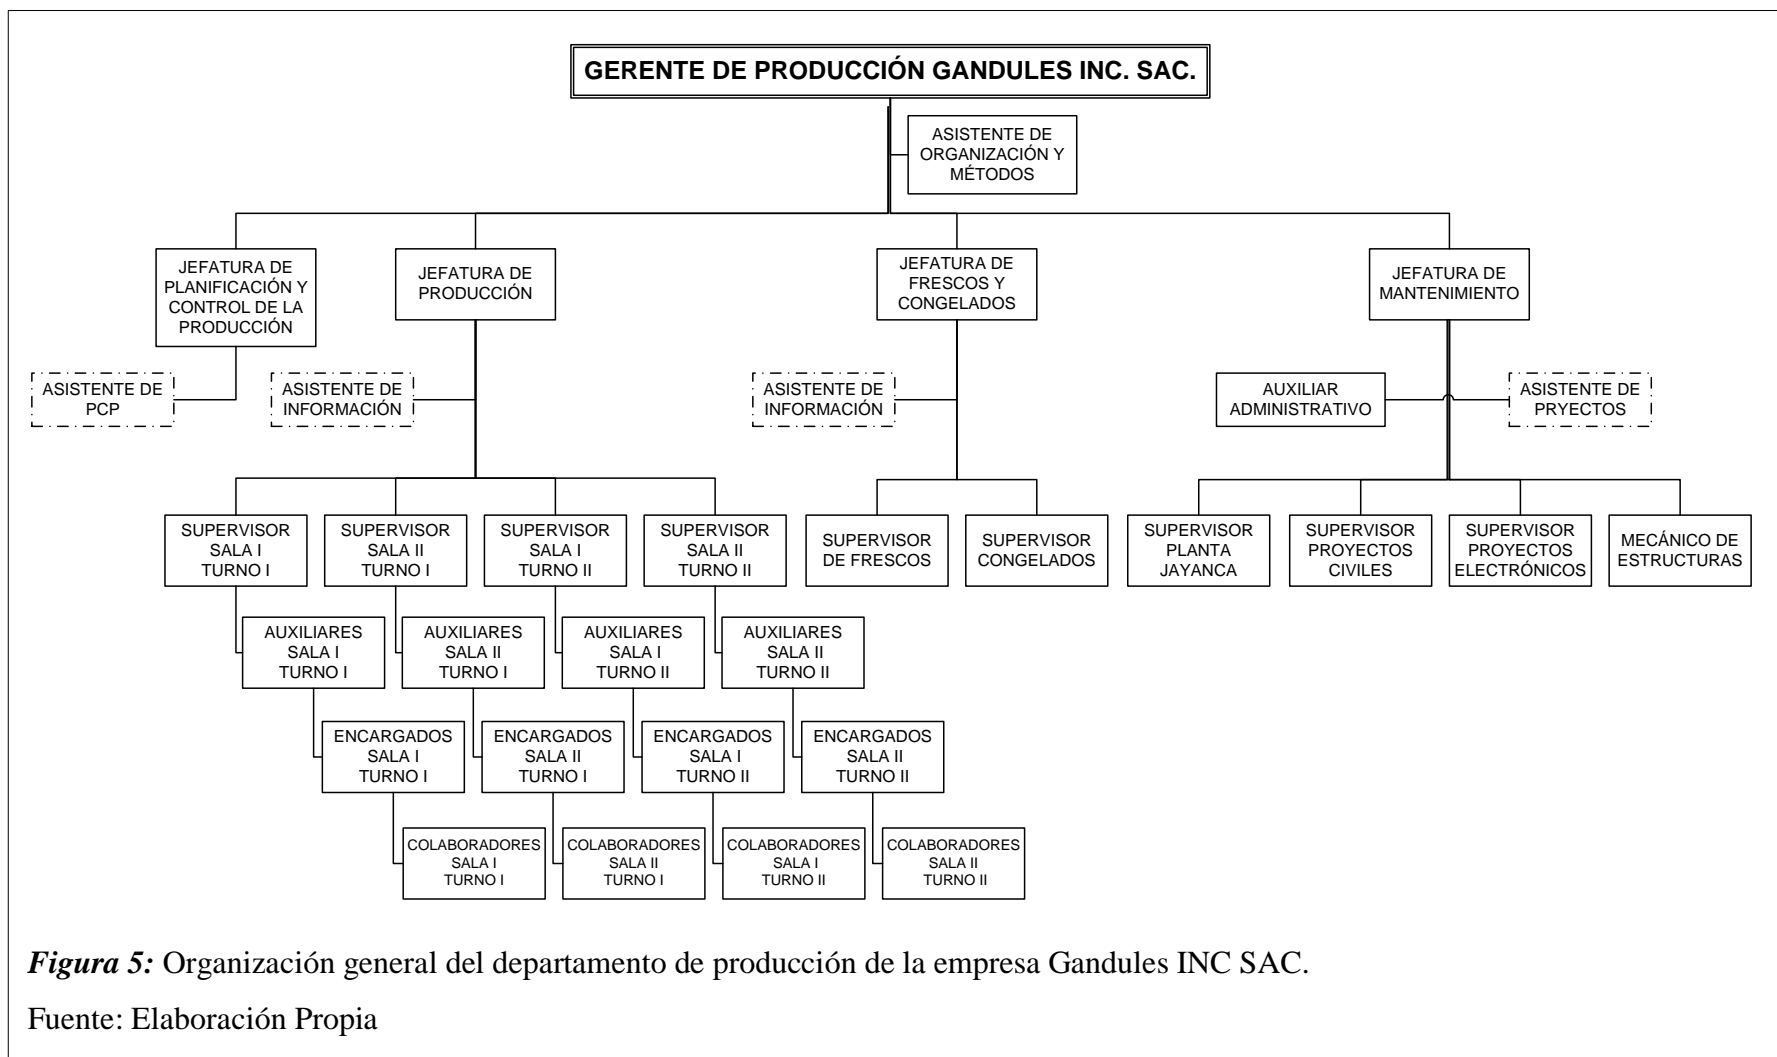 GERENTE DE PRODUCCIÓN GANDULES INC. SAC.
ASISTENTE DE
ORGANIZACIÓN Y
MÉTODOS
JEFATURA DE
PLANIFICACIÓN Y
CONTROL DE LA
PRODUCCIÓN
JEFATURA DE
PRODUCCIÓN
JEFATURA DE
FRESCOS Y
CONGELADOS
JEFATURA DE
MANTENIMIENTO
ASISTENTE DE
PCP
ASISTENTE DE
INFORMACIÓN
ASISTENTE DE
INFORMACIÓN
AUXILIAR
ADMINISTRATIVO
ASISTENTE DE
PRYECTOS
SUPERVISOR
SALA I
TURNO I
SUPERVISOR
SALA II
TURNO I
SUPERVISOR
SALA I
TURNO II
SUPERVISOR
SALA II
TURNO II
SUPERVISOR
DE FRESCOS
SUPERVISOR
CONGELADOS
SUPERVISOR
PLANTA
JAYANCA
SUPERVISOR
PROYECTOS
CIVILES
SUPERVISOR
PROYECTOS
ELECTRÓNICOS
MECÁNICO DE
ESTRUCTURAS
AUXILIARES
SALA I
TURNO I
AUXILIARES
SALA II
TURNO I
AUXILIARES
SALA I
TURNO II
AUXILIARES
SALA II
TURNO II
ENCARGADOS
SALA I
TURNO I
ENCARGADOS
SALA II
TURNO I
ENCARGADOS
SALA I
TURNO II
ENCARGADOS
SALA II
TURNO II
COLABORADORES
SALA I
TURNO I
COLABORADORES
SALA II
TURNO I
COLABORADORES
SALA I
TURNO II
COLABORADORES
SALA II
TURNO II
Figura 5: Organización general del departamento de producción de la empresa Gandules INC SAC.
Fuente: Elaboración Propia